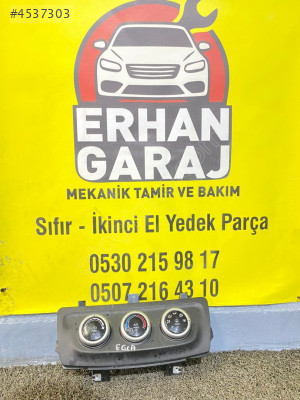 #4537303
ERHAN
GARAJ
MEKANİK TAMİR VE BAKIM
Sıfır - İkinci El Yedek Parça
0530 215 98 17
0507 216 43 10
EGEA